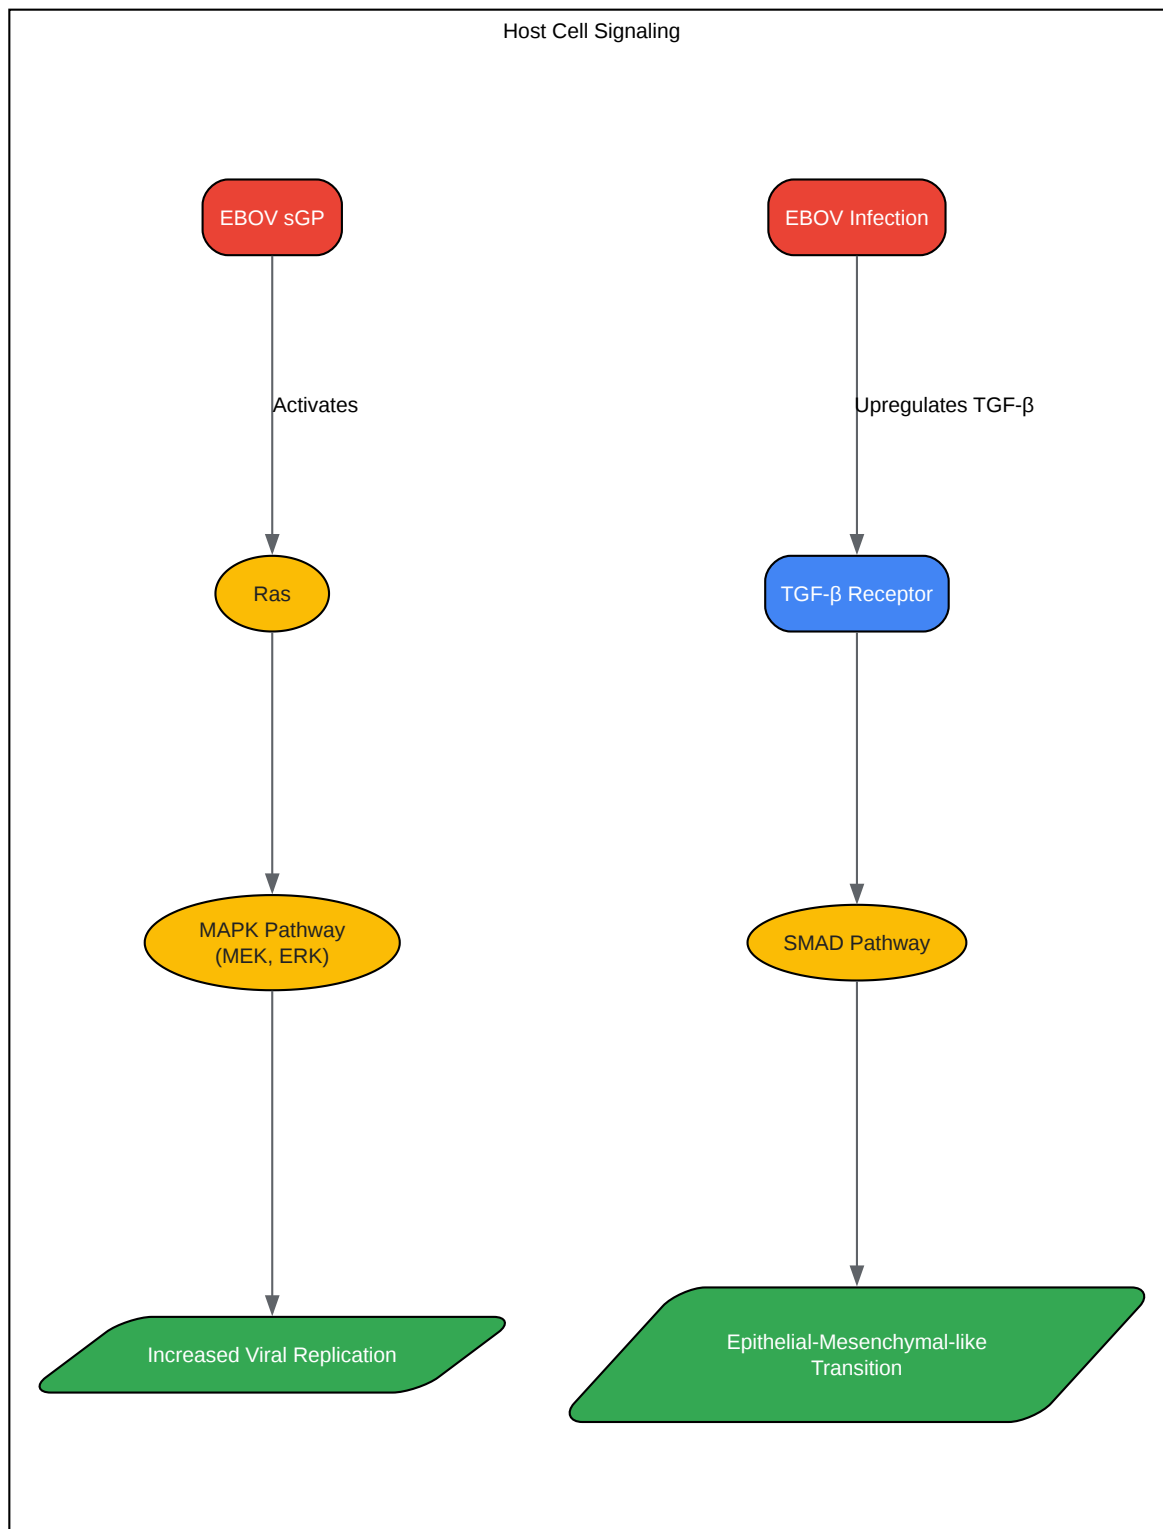 Host Cell Signaling
EBOV sGP
EBOV Infection
Activates
Upregulates TGF-β
Ras
TGF-β Receptor
MAPK Pathway
(MEK, ERK)
SMAD Pathway
Increased Viral Replication
Epithelial-Mesenchymal-like
Transition